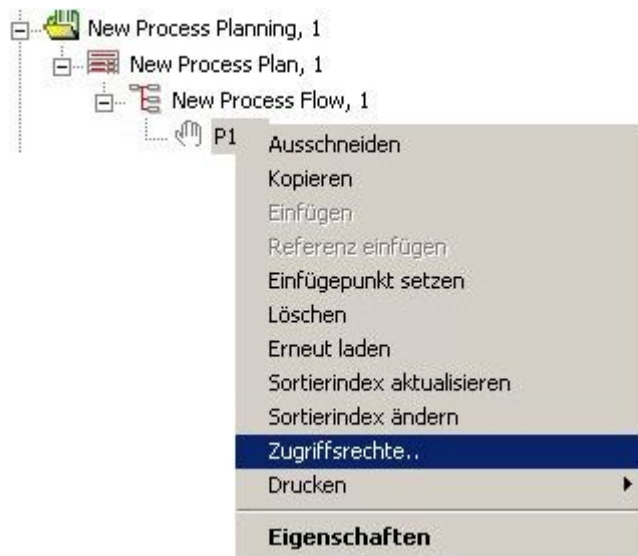 New Process Planning, 1
New Process Plan, 1
New Process Flow, 1
P1
Ausschneiden
Kopieren
Einfügen
Referenz einfügen
Einfügepunkt setzen
Löschen
Erneut laden
Sortierindex aktualisieren
Sortierindex ändern
Zugriffsrechte..
Drucken
Eigenschaften